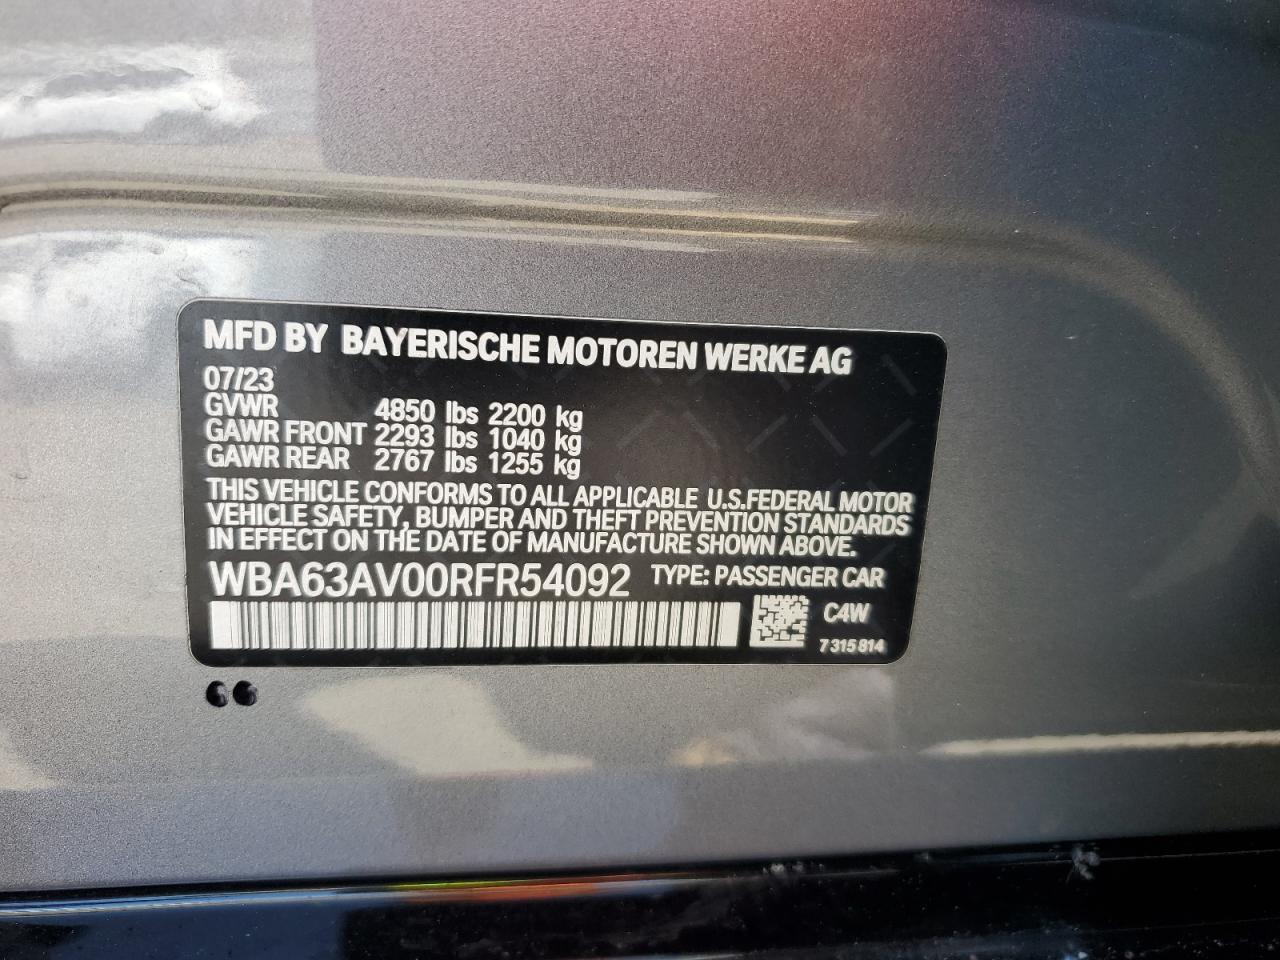 MFD BY BAYERISCHE MOTOREN WERKE AG
07/23
GVWR 4850 lbs 2200 kg
GAWR FRONT 2293 lbs 1040 kg
GAWR REAR 2767 lbs 1255 kg
THIS VEHICLE CONFORMS TO ALL APPLICABLE U.S.FEDERAL MOTOR
VEHICLE SAFETY, BUMPER AND THEFT PREVENTION STANDARDS
IN EFFECT ON THE DATE OF MANUFACTURE SHOWN ABOVE.
WBA63AV00RFR54092 TYPE: PASSENGER CAR
C4W
7 315 814